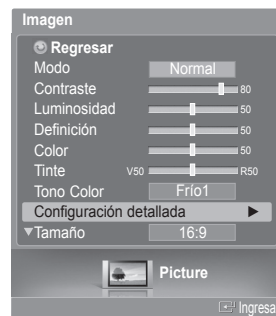 Imagen
Regresar
Modo Normal
Contraste 80
Luminosidad 50
Definición 50
Color 50
Tinte V50 R50
Tono Color Frío1
Configuración detallada
Tamaño 16:9
Picture
Ingresa